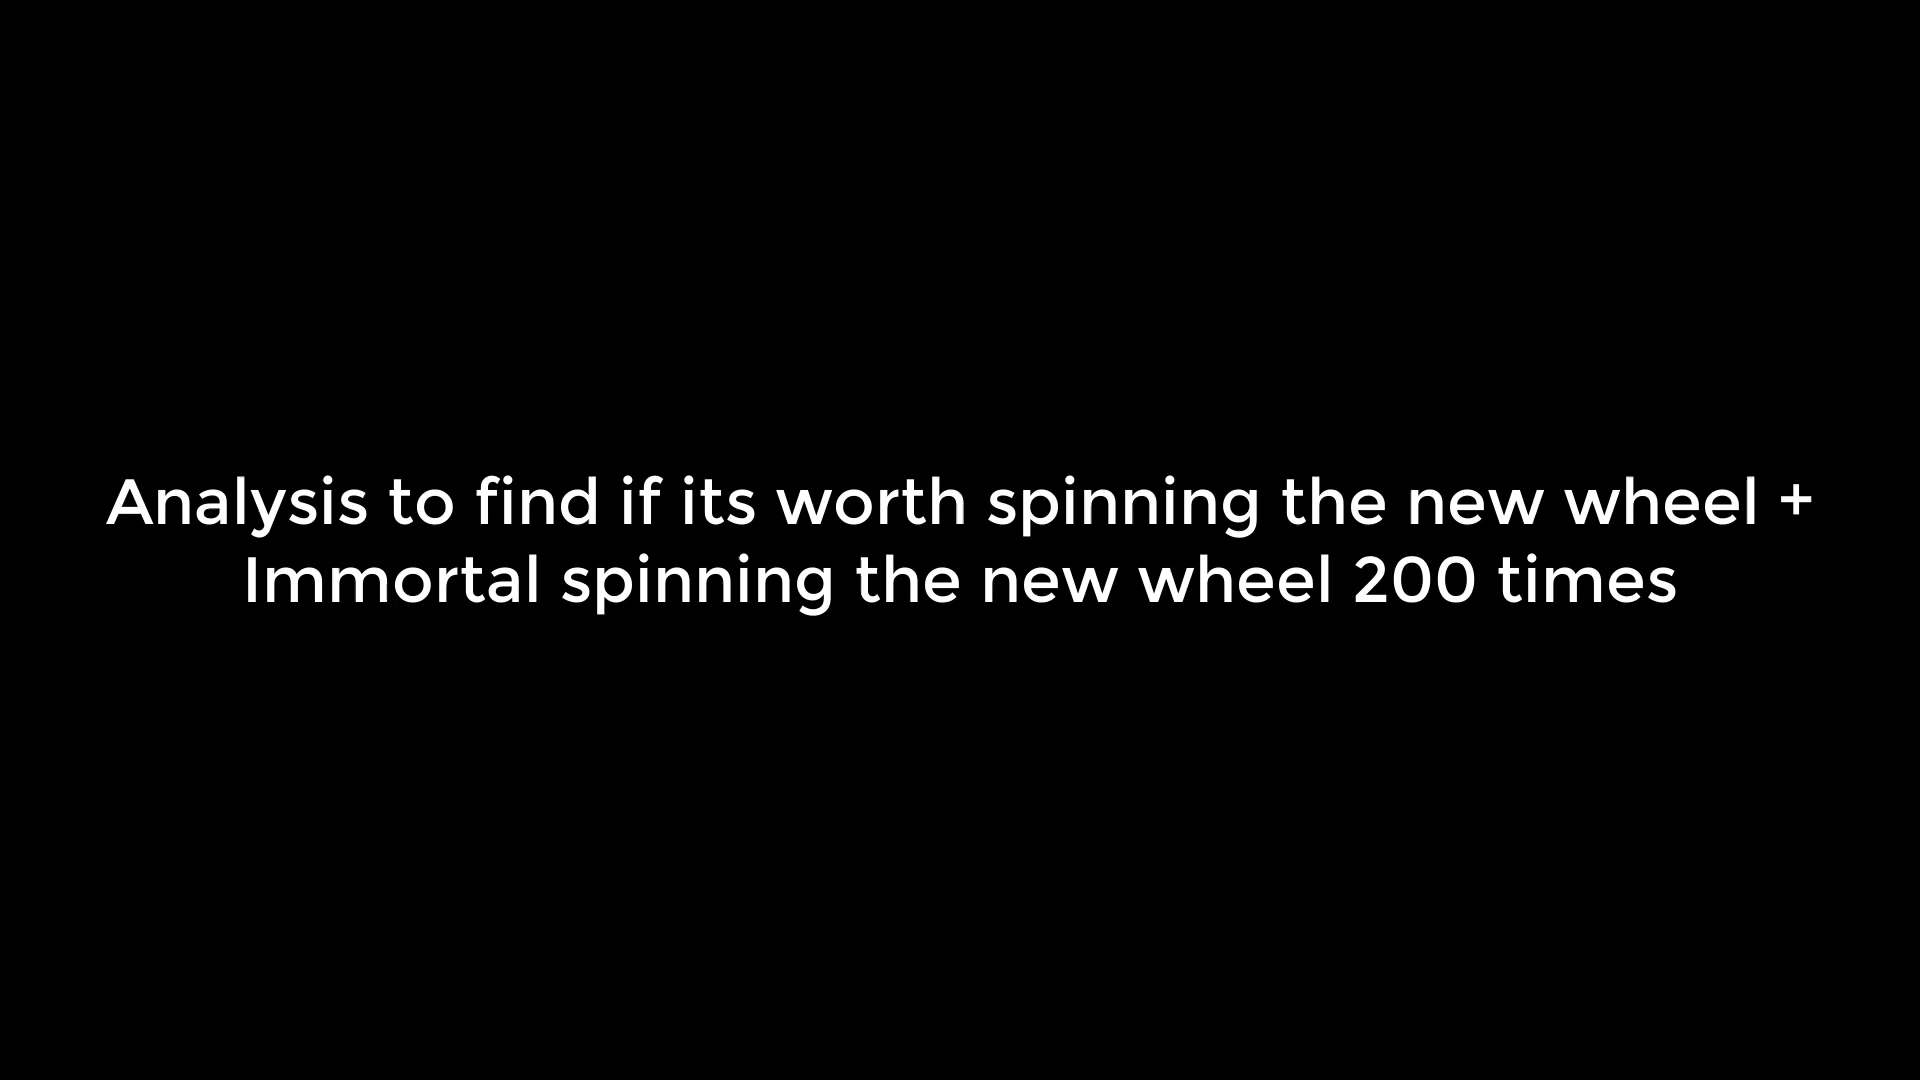 Analysis to find if its worth spinning the new wheel +
Immortal spinning the new wheel 200 times